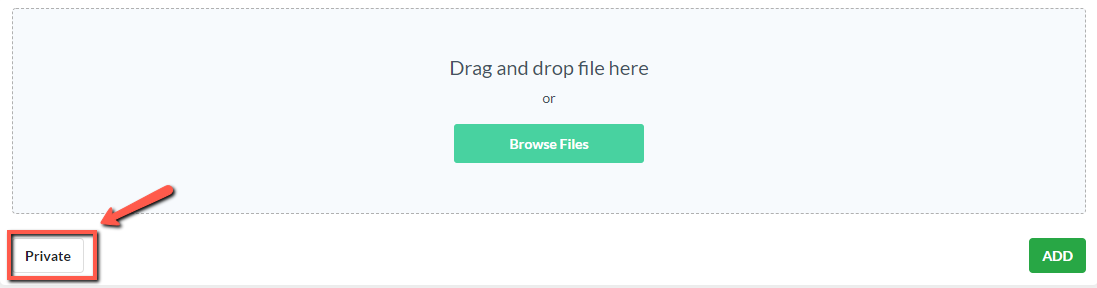 Drag and drop file here
or
Browse Files
Private
ADD